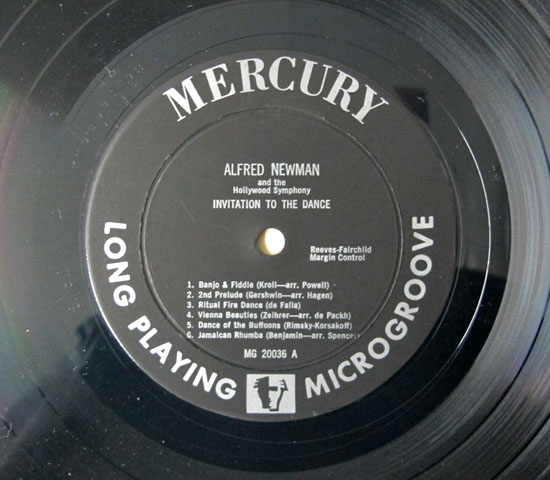 MERCURY
ALFRED NEWMAN
and the
Hollywood Symphony
INVITATION TO THE DANCE
Reeves-Fairchild
Margin Control
1. Banjo & Fiddle (Kroll—arr. Powell)
2. 2nd Prelude (Gershwin—arr. Hagen)
3. Ritual Fire Dance (de Falla)
4. Vienna Beauties (Zeihrer—arr. de Packh)
5. Dance of the Buffoons (Rimsky-Korsakoff)
6. Jamaican Rhumba (Benjamin—arr. Spencer)
MG 20036 A
LONG PLAYING MICROGROOVE